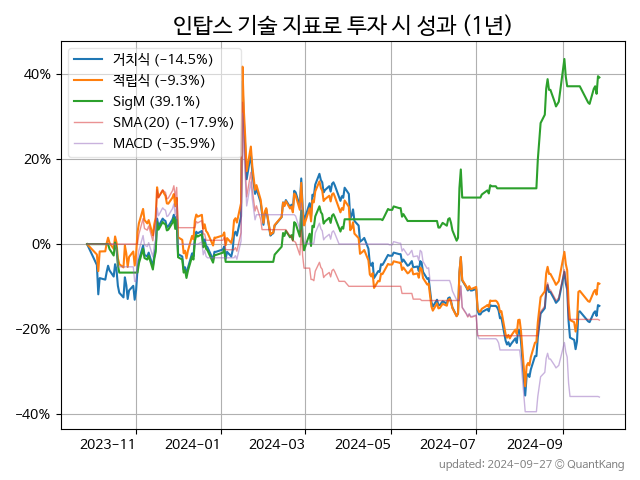 인탑스 기술 지표로 투자 시 성과 (1년)
거치식 (−14.5%)
적립식 (−9.3%)
SigM (39.1%)
SMA(20) (−17.9%)
MACD (−35.9%)
40%
20%
0%
−20%
−40%
2023-11
2024-01
2024-03
2024-05
2024-07
2024-09
updated: 2024-09-27 © QuantKang